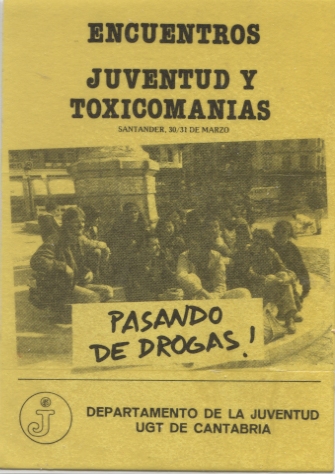 ENCUENTROS
JUVENTUD Y
TOXICOMANIAS
SANTANDER, 30/31 DE MARZO
PASANDO
DE DROGAS!
J
DEPARTAMENTO DE LA JUVENTUD
UGT DE CANTABRIA